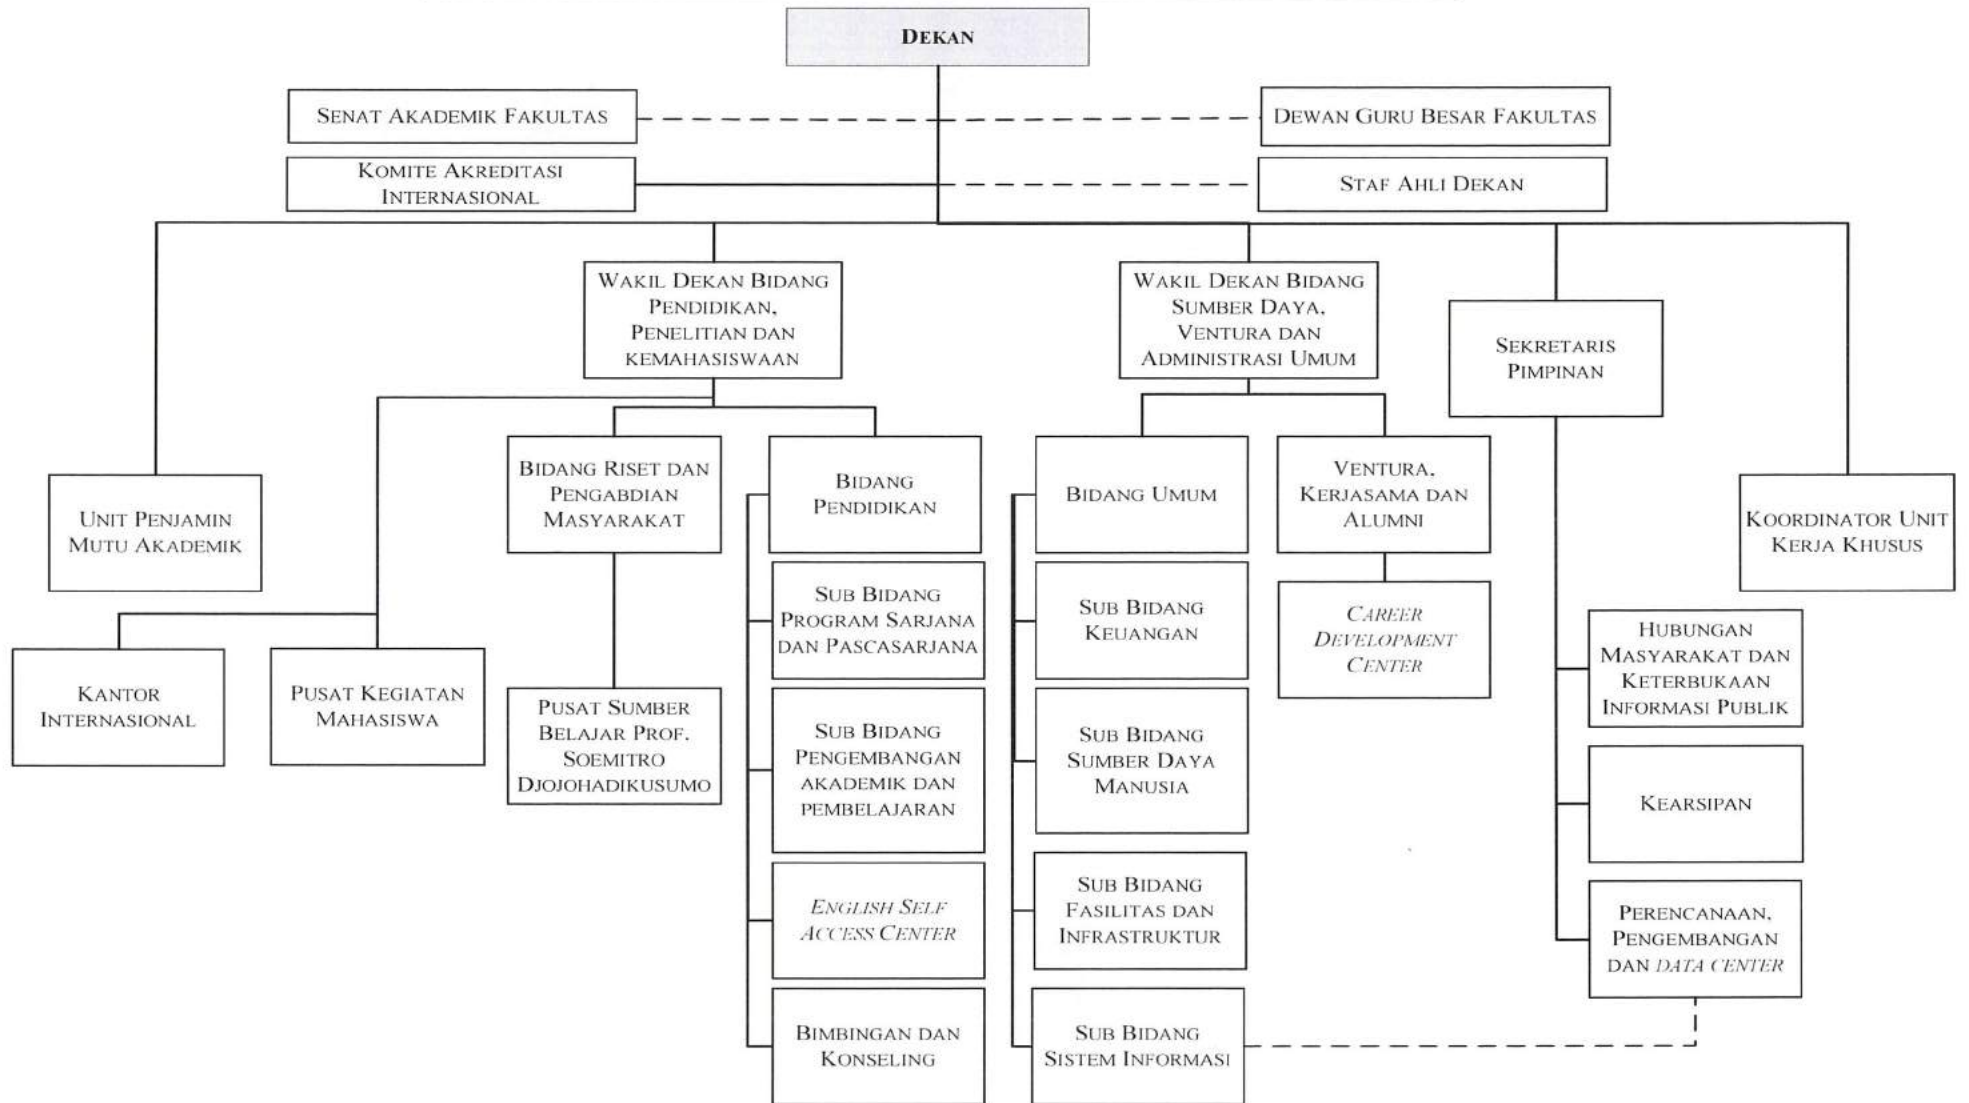 DEKAN
SENAT AKADEMIK FAKULTAS
DEWAN GURU BESAR FAKULTAS
KOMITE AKREDITASI
INTERNASIONAL
STAF AHLI DEKAN
WAKIL DEKAN BIDANG
PENDIDIKAN,
PENELITIAN DAN
KEMAHASISWAAN
WAKIL DEKAN BIDANG
SUMBER DAYA,
VENTURA DAN
ADMINISTRASI UMUM
SEKRETARIS
PIMPINAN
UNIT PENJAMIN
MUTU AKADEMIK
BIDANG RISET DAN
PENGABDIAN
MASYARAKAT
BIDANG
PENDIDIKAN
BIDANG UMUM
VENTURA,
KERJASAMA DAN
ALUMNI
KOORDINATOR UNIT
KERJA KHUSUS
KANTOR
INTERNASIONAL
PUSAT KEGIATAN
MAHASISWA
PUSAT SUMBER
BELAJAR PROF.
SOEMITRO
DJOJOHADIKUSUMO
SUB BIDANG
PROGRAM SARJANA
DAN PASCASARJANA
SUB BIDANG
PENGEMBANGAN
AKADEMIK DAN
PEMBELAJARAN
ENGLISH SELF
ACCESS CENTER
BIMBINGAN DAN
KONSELING
SUB BIDANG
KEUANGAN
SUB BIDANG
SUMBER DAYA
MANUSIA
SUB BIDANG
FASILITAS DAN
INFRASTRUKTUR
SUB BIDANG
SISTEM INFORMASI
CAREER
DEVELOPMENT
CENTER
HUBUNGAN
MASYARAKAT DAN
KETERBUKAAN
INFORMASI PUBLIK
KEARSIPAN
PERENCANAAN,
PENGEMBANGAN
DAN DATA CENTER